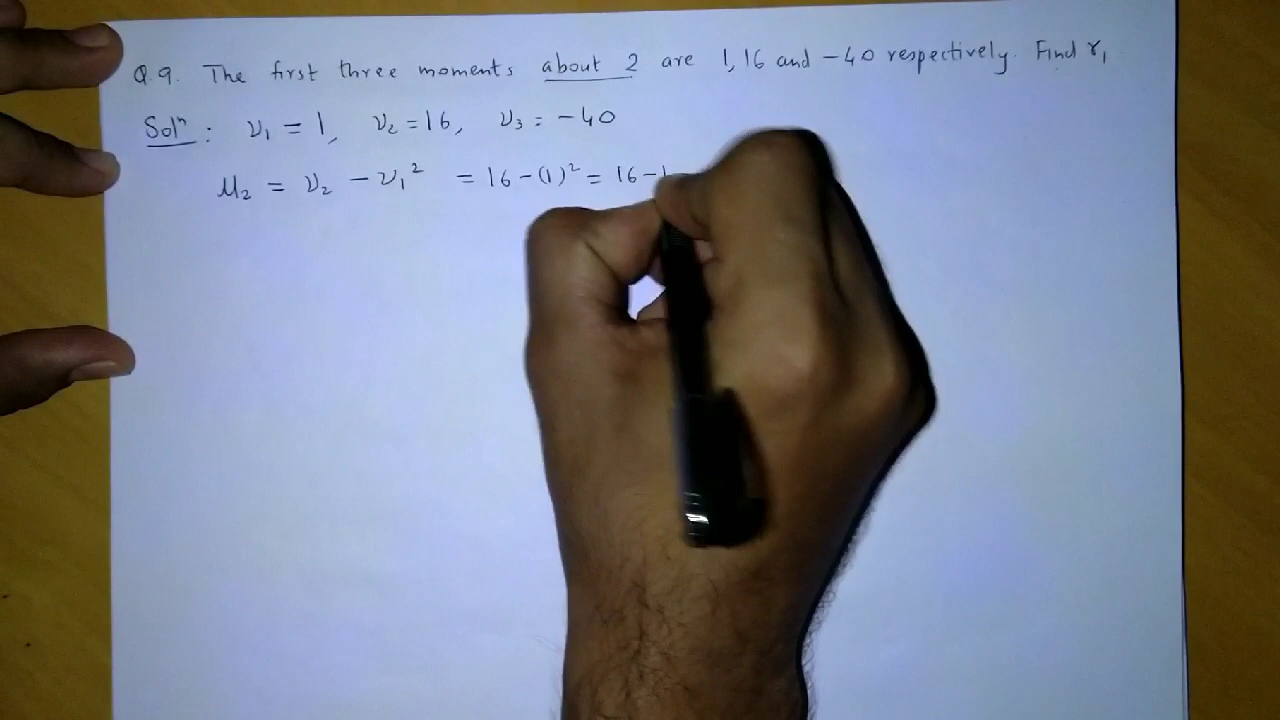 Q.9. The first three moments about 2 are 1, 16 and -40 respectively. Find γ₁
Solⁿ : ν₁ = 1, ν₂ = 16, ν₃ = -40
μ₂ = ν₂ - ν₁² = 16 - (1)² = 16 - 1